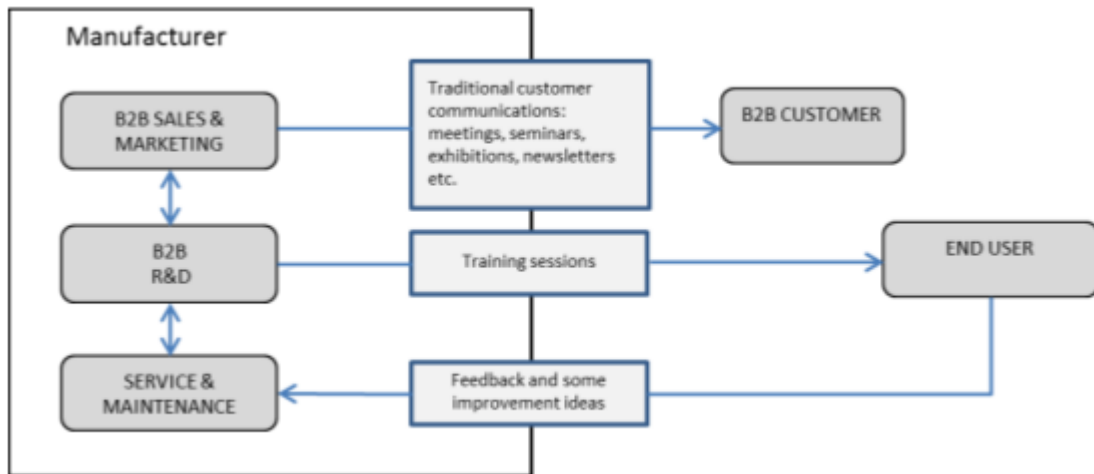 Manufacturer
B2B SALES &
MARKETING
Traditional customer
communications:
meetings, seminars,
exhibitions, newsletters
etc.
B2B CUSTOMER
B2B
R&D
Training sessions
END USER
SERVICE &
MAINTENANCE
Feedback and some
improvement ideas